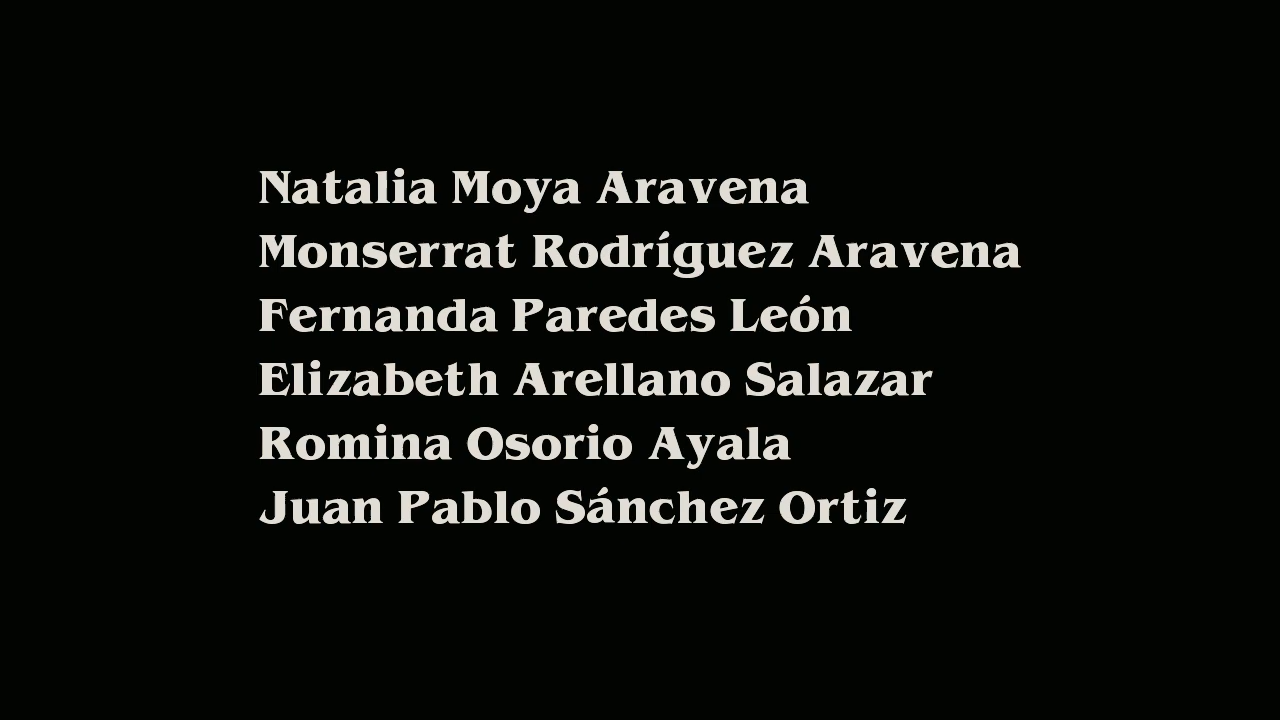 Natalia Moya Aravena
Monserrat Rodríguez Aravena
Fernanda Paredes León
Elizabeth Arellano Salazar
Romina Osorio Ayala
Juan Pablo Sánchez Ortiz